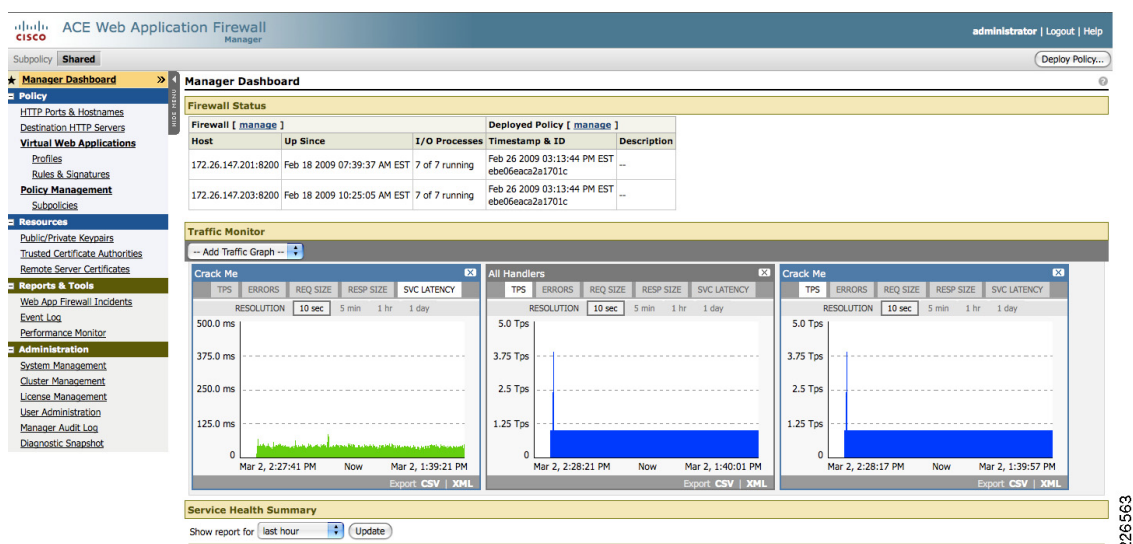 CISCO
ACE Web Application Firewall
Manager
administrator | Logout | Help
Subpolicy Shared
Deploy Policy...
Manager Dashboard »
Policy
HTTP Ports & Hostnames
Destination HTTP Servers
Virtual Web Applications
Profiles
Rules & Signatures
Policy Management
Subpolicies
Resources
Public/Private Keypairs
Trusted Certificate Authorities
Remote Server Certificates
Reports & Tools
Web App Firewall Incidents
Event Log
Performance Monitor
Administration
System Management
Cluster Management
License Management
User Administration
Manager Audit Log
Diagnostic Snapshot
HIDE MENU
Manager Dashboard
Firewall Status
Firewall [ manage ] Deployed Policy [ manage ]
Host Up Since I/O Processes Timestamp & ID Description
172.26.147.201:8200 Feb 18 2009 07:39:37 AM EST 7 of 7 running Feb 26 2009 03:13:44 PM EST --
ebe06eaca2a1701c
172.26.147.203:8200 Feb 18 2009 10:25:05 AM EST 7 of 7 running Feb 26 2009 03:13:44 PM EST --
ebe06eaca2a1701c
Traffic Monitor
-- Add Traffic Graph --
Crack Me
TPS ERRORS REQ SIZE RESP SIZE SVC LATENCY
RESOLUTION 10 sec 5 min 1 hr 1 day
500.0 ms
375.0 ms
250.0 ms
125.0 ms
0
Mar 2, 2:27:41 PM Now Mar 2, 1:39:21 PM
Export CSV | XML
All Handlers
TPS ERRORS REQ SIZE RESP SIZE SVC LATENCY
RESOLUTION 10 sec 5 min 1 hr 1 day
5.0 Tps
3.75 Tps
2.5 Tps
1.25 Tps
0
Mar 2, 2:28:21 PM Now Mar 2, 1:40:01 PM
Export CSV | XML
Crack Me
TPS ERRORS REQ SIZE RESP SIZE SVC LATENCY
RESOLUTION 10 sec 5 min 1 hr 1 day
5.0 Tps
3.75 Tps
2.5 Tps
1.25 Tps
0
Mar 2, 2:28:17 PM Now Mar 2, 1:39:57 PM
Export CSV | XML
Service Health Summary
Show report for last hour Update
226563